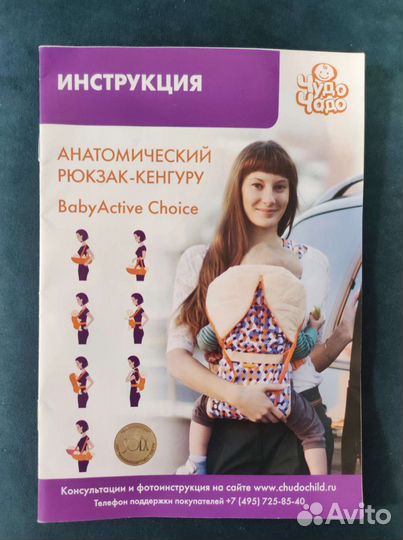 ИНСТРУКЦИЯ
Чудо
Чадо
АНАТОМИЧЕСКИЙ
РЮКЗАК-КЕНГУРУ
BabyActive Choice
Консультации и фотоинструкция на сайте www.chudochild.ru
Телефон поддержки покупателей +7 (495) 725-85-40
Avito